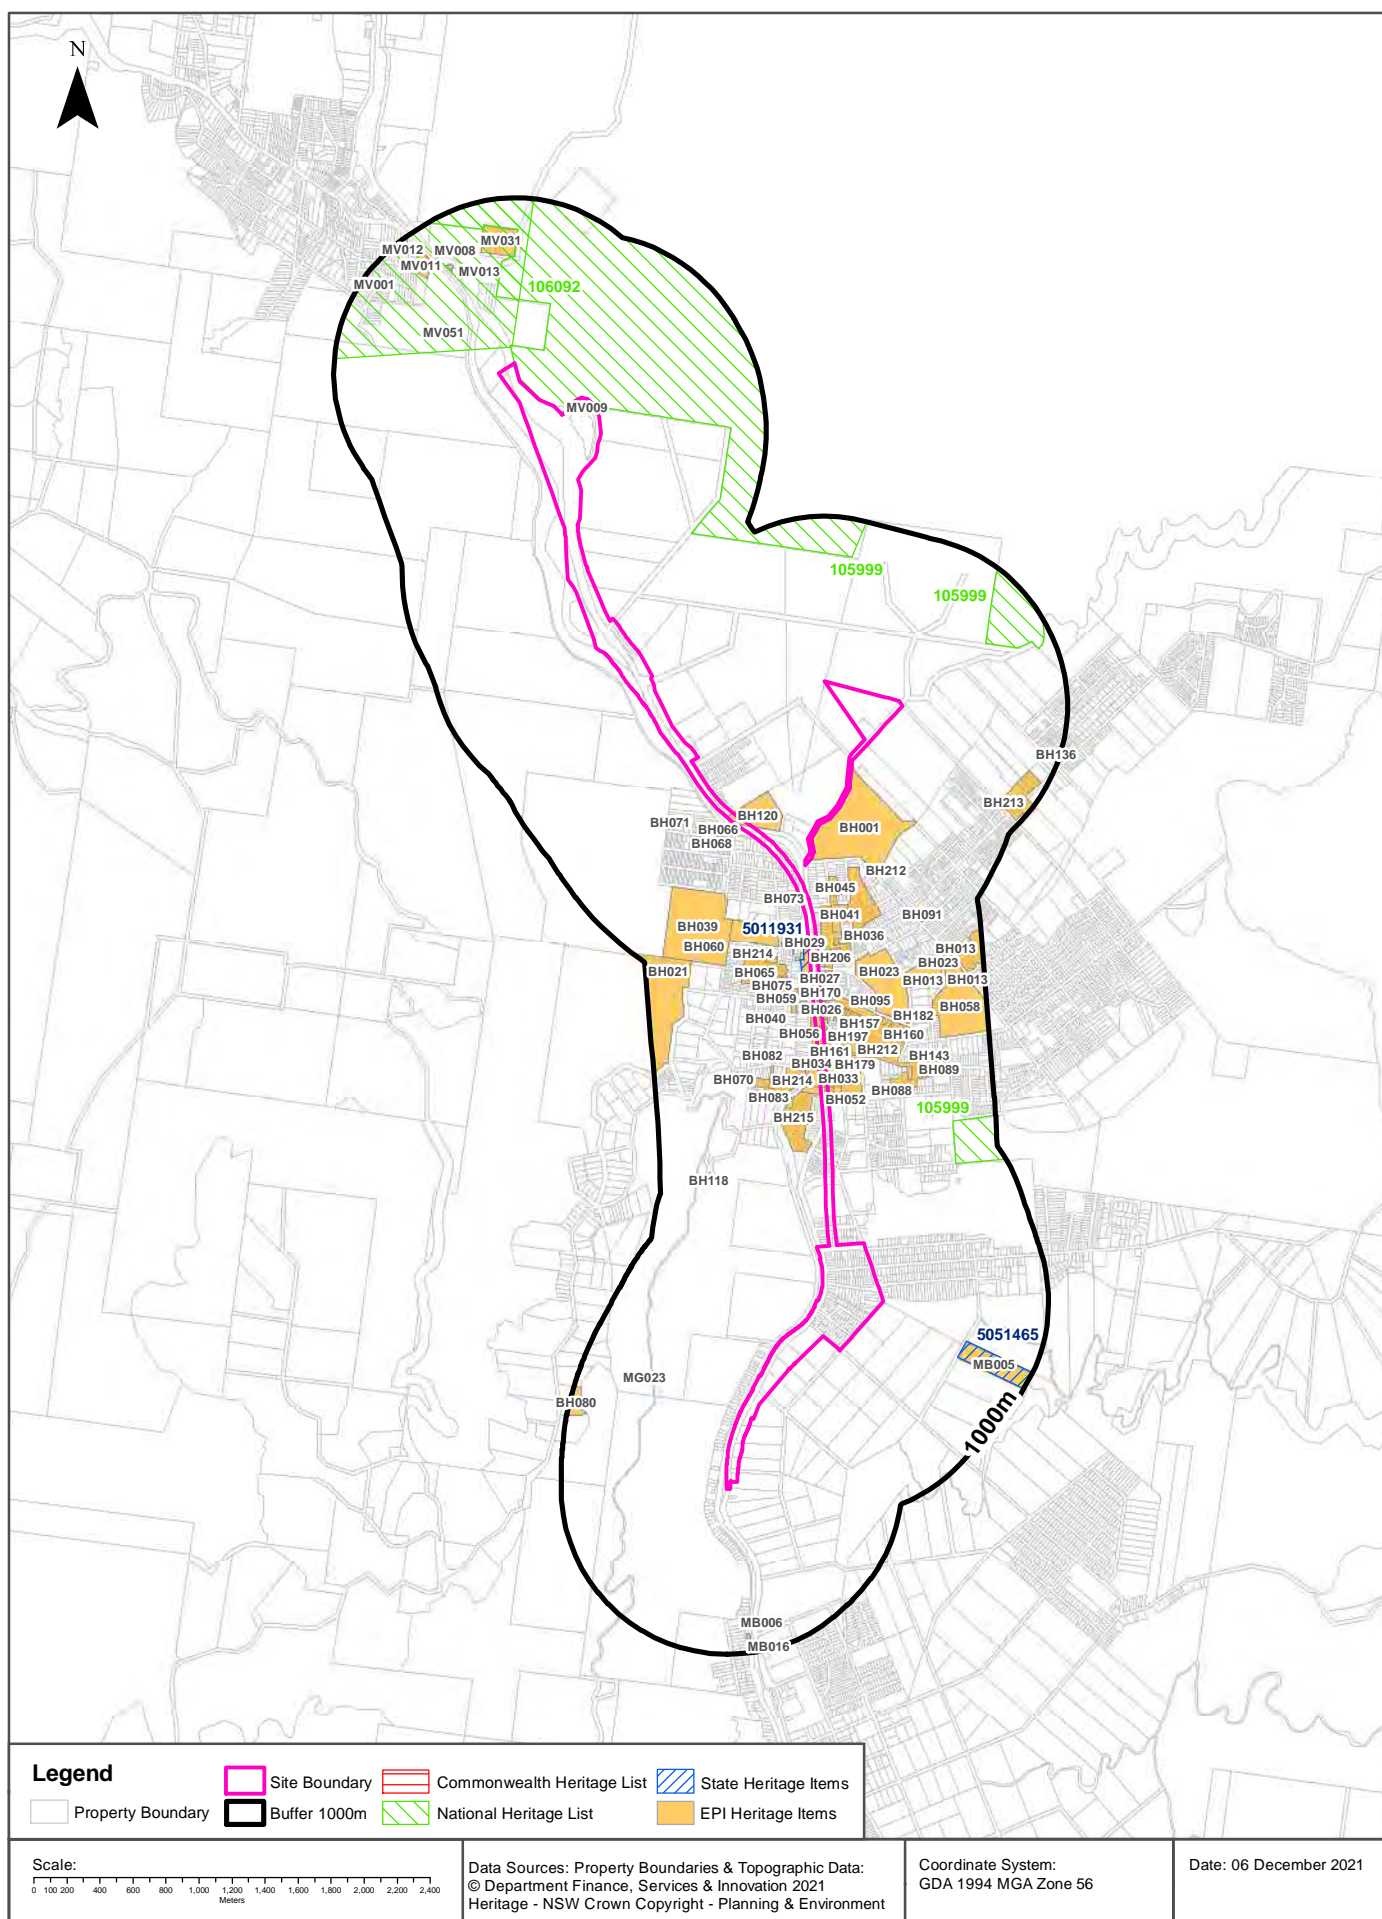 N
MV031
MV012
MV008
MV011
MV013
MV001
106092
MV051
MV009
105999
105999
BH136
BH213
BH120
BH071
BH066
BH001
BH068
BH212
BH045
BH073
BH041
BH091
BH039
5011931
BH036
BH029
BH060
BH013
BH214
BH206
BH023
BH023
BH021
BH065
BH027
BH013
BH013
BH075
BH170
BH059
BH095
BH058
BH026
BH182
BH040
BH157
BH056
BH197
BH160
BH161
BH212
BH082
BH143
BH034
BH179
BH089
BH070
BH214
BH033
BH088
BH083
BH052
105999
BH215
BH118
5051465
MB005
MG023
BH080
1000m
MB006
MB016
Legend
Site Boundary
Commonwealth Heritage List
State Heritage Items
Property Boundary
Buffer 1000m
National Heritage List
EPI Heritage Items
Scale:
0 100 200 400 600 800 1,000 1,200 1,400 1,600 1,800 2,000 2,200 2,400
Meters
Data Sources: Property Boundaries & Topographic Data:
© Department Finance, Services & Innovation 2021
Heritage - NSW Crown Copyright - Planning & Environment
Coordinate System:
GDA 1994 MGA Zone 56
Date: 06 December 2021